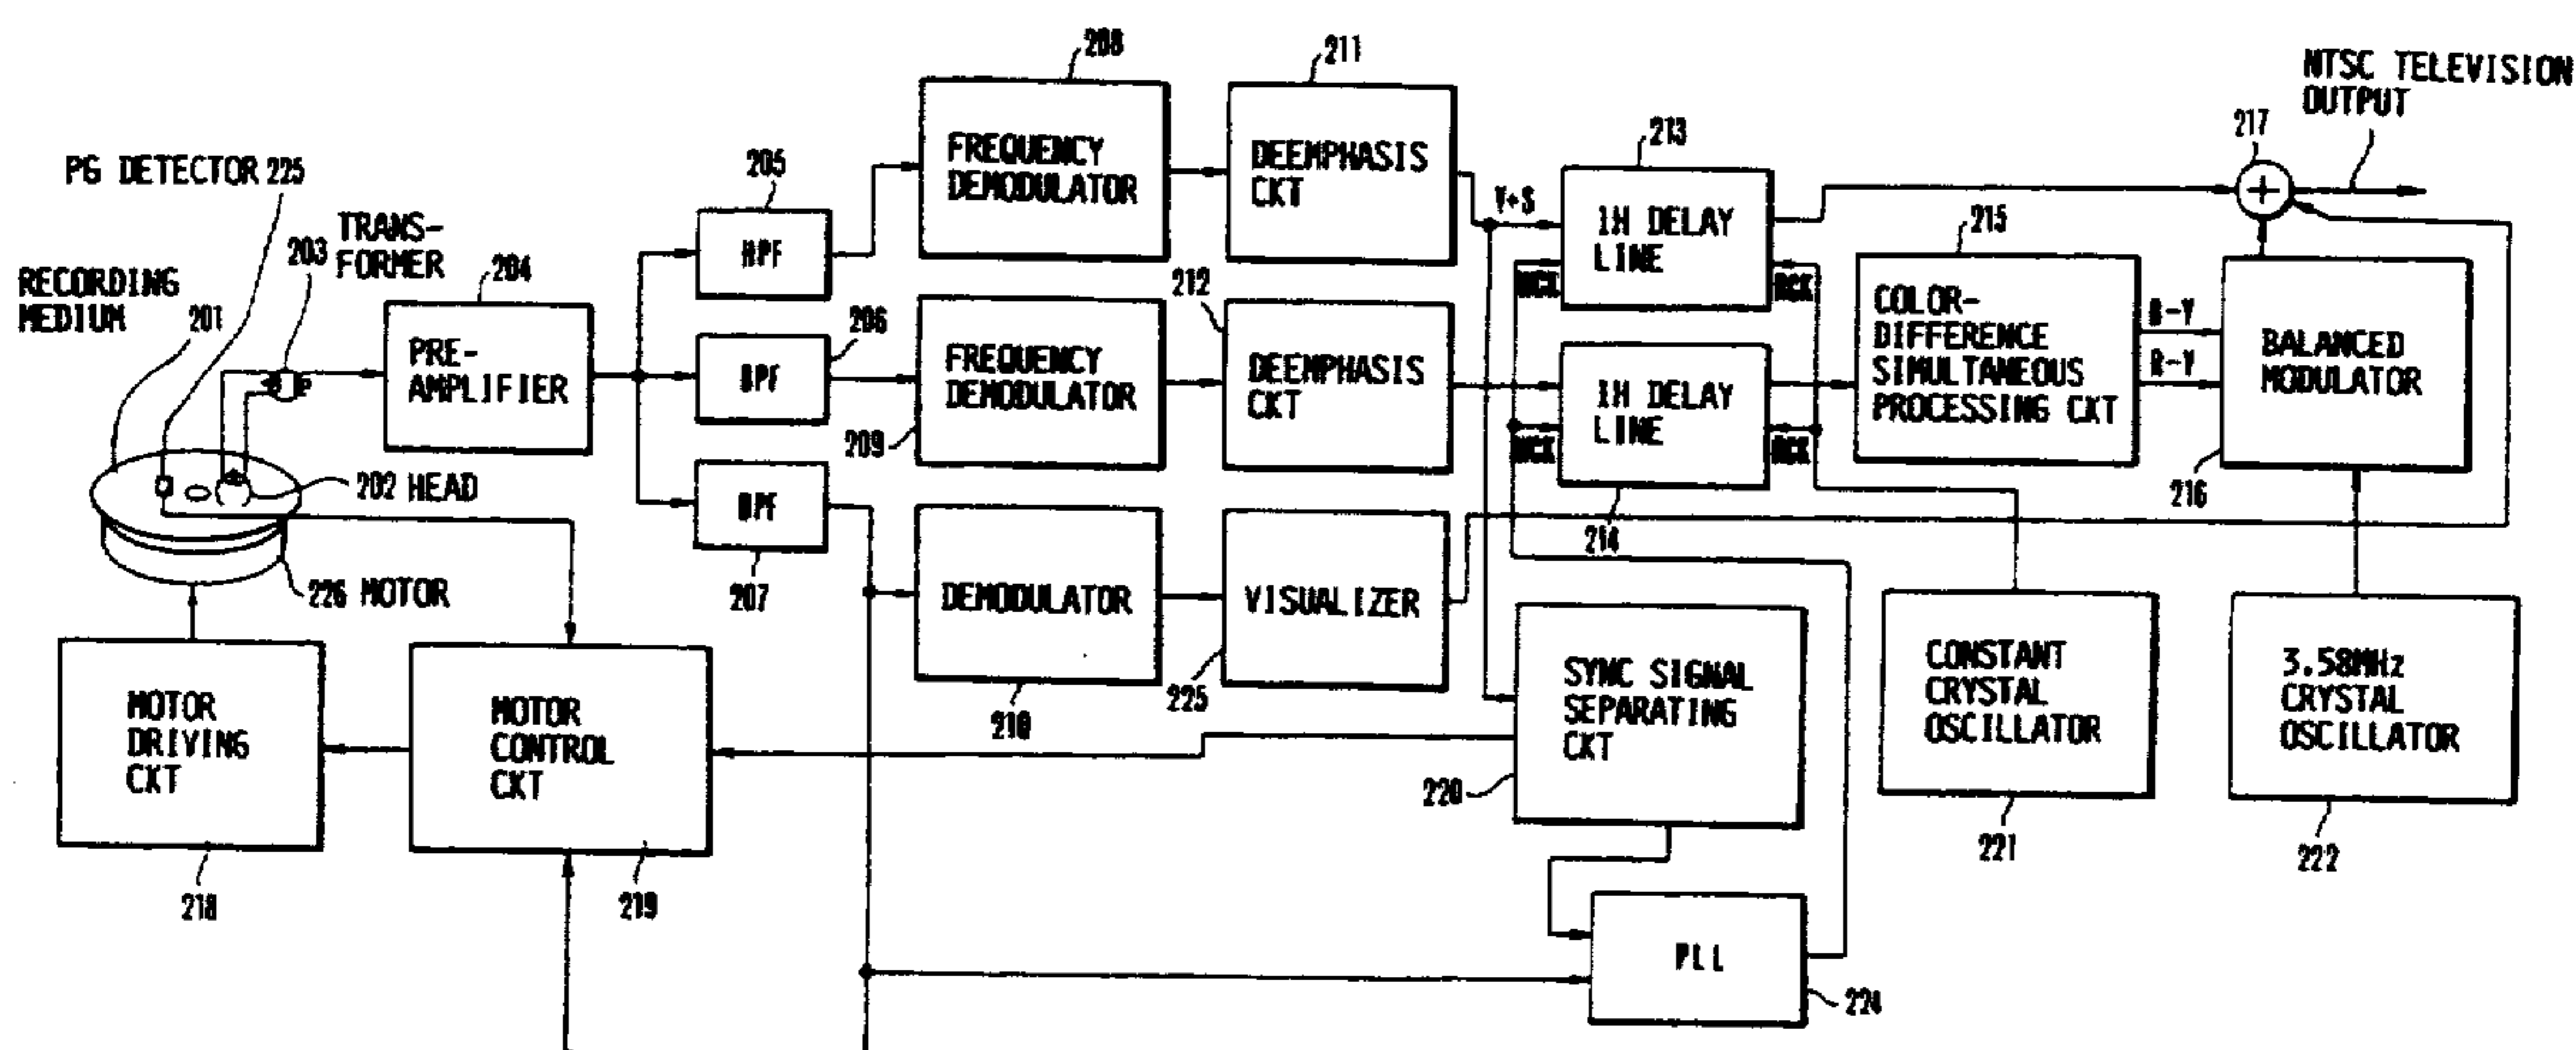 NTSC TELEVISION
OUTPUT
217
208
211
213
PG DETECTOR 225
205
FREQUENCY
DEMODULATOR
DEEMPHASIS
CKT
Y+S
1H DELAY
LINE
215
TRANS-
FORMER
203
204
HPF
RECORDING
MEDIUM
201
212
206
COLOR-
DIFFERENCE
SIMULTANEOUS
PROCESSING CKT
R-Y
BALANCED
MODULATOR
PRE-
AMPLIFIER
BPF
FREQUENCY
DEMODULATOR
DEEMPHASIS
CKT
1H DELAY
LINE
209
216
202 HEAD
BPF
214
207
226 MOTOR
DEMODULATOR
VISUALIZER
SYNC SIGNAL
SEPARATING
CKT
CONSTANT
CRYSTAL
OSCILLATOR
3.58MHz
CRYSTAL
OSCILLATOR
210
225
MOTOR
DRIVING
CKT
MOTOR
CONTROL
CKT
220
221
222
218
219
PLL
224